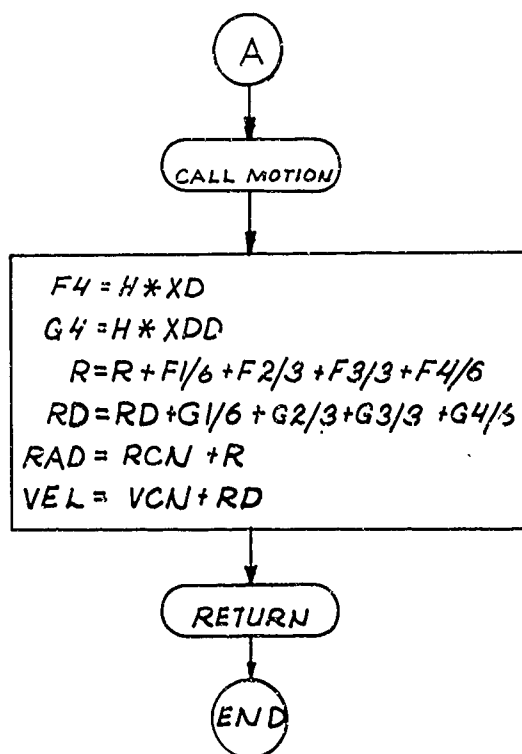 A
CALL MOTION
F4 = H * XD
G4 = H * XDD
R = R + F1/6 + F2/3 + F3/3 + F4/6
RD = RD + G1/6 + G2/3 + G3/3 + G4/6
RAD = RCN + R
VEL = VCN + RD
RETURN
END